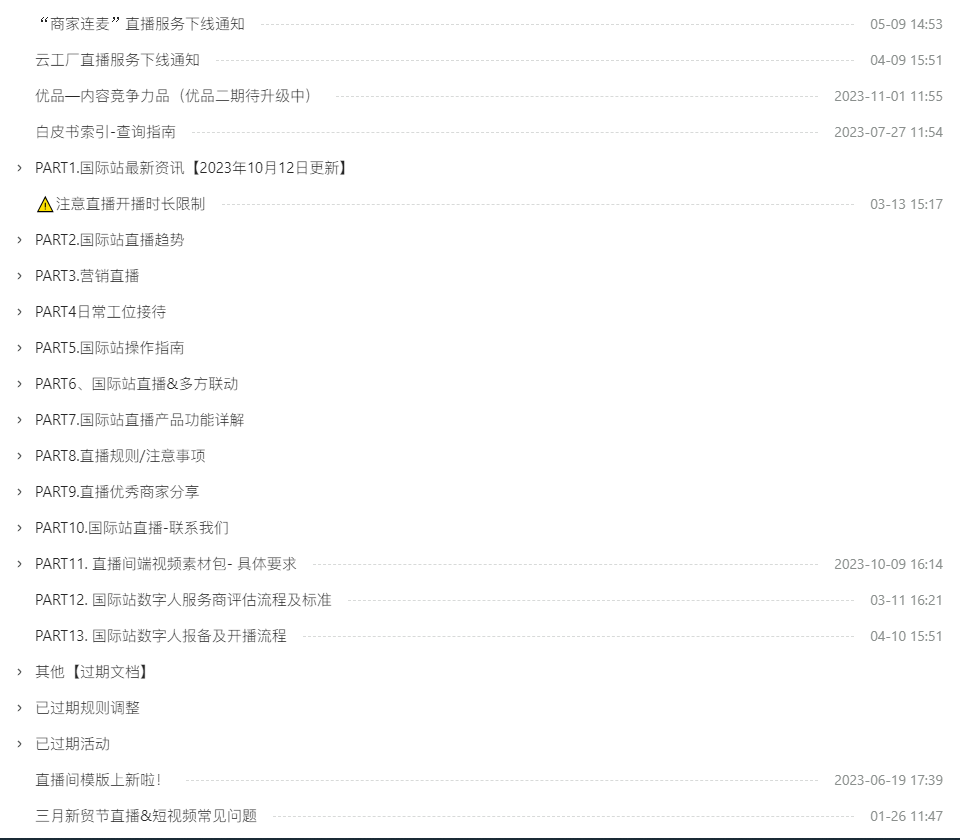 “商家连麦”直播服务下线通知 05-09 14:53
云工厂直播服务下线通知 04-09 15:51
优品—内容竞争力品（优品二期待升级中） 2023-11-01 11:55
白皮书索引-查询指南 2023-07-27 11:54
PART1.国际站最新资讯【2023年10月12日更新】
⚠注意直播开播时长限制 03-13 15:17
PART2.国际站直播趋势
PART3.营销直播
PART4日常工位接待
PART5.国际站操作指南
PART6、国际站直播&多方联动
PART7.国际站直播产品功能详解
PART8.直播规则/注意事项
PART9.直播优秀商家分享
PART10.国际站直播-联系我们
PART11. 直播间端视频素材包- 具体要求 2023-10-09 16:14
PART12. 国际站数字人服务商评估流程及标准 03-11 16:21
PART13. 国际站数字人报备及开播流程 04-10 15:51
其他【过期文档】
已过期规则调整
已过期活动
直播间模版上新啦！ 2023-06-19 17:39
三月新贸节直播&短视频常见问题 01-26 11:47